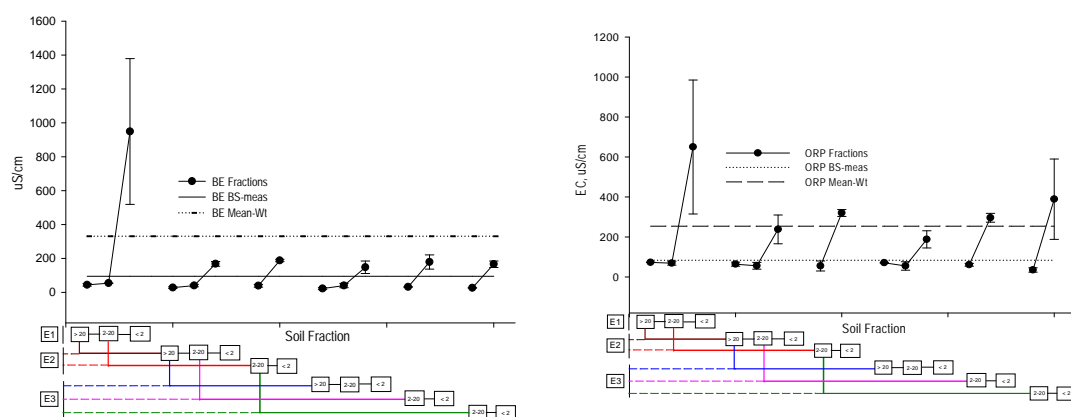 1600
1400
1200
1000
800
600
400
200
0
uS/cm
BE Fractions
BE BS-meas
BE Mean-Wt
Soil Fraction
E1
> 20
2-20
< 2
E2
> 20
2-20
< 2
2-20
< 2
E3
> 20
2-20
< 2
2-20
< 2
2-20
< 2
1200
1000
800
600
400
200
0
EC, uS/cm
ORP Fractions
ORP BS-meas
ORP Mean-Wt
Soil Fraction
E1
> 20
2-20
< 2
E2
> 20
2-20
< 2
2-20
< 2
E3
> 20
2-20
< 2
2-20
< 2
2-20
< 2